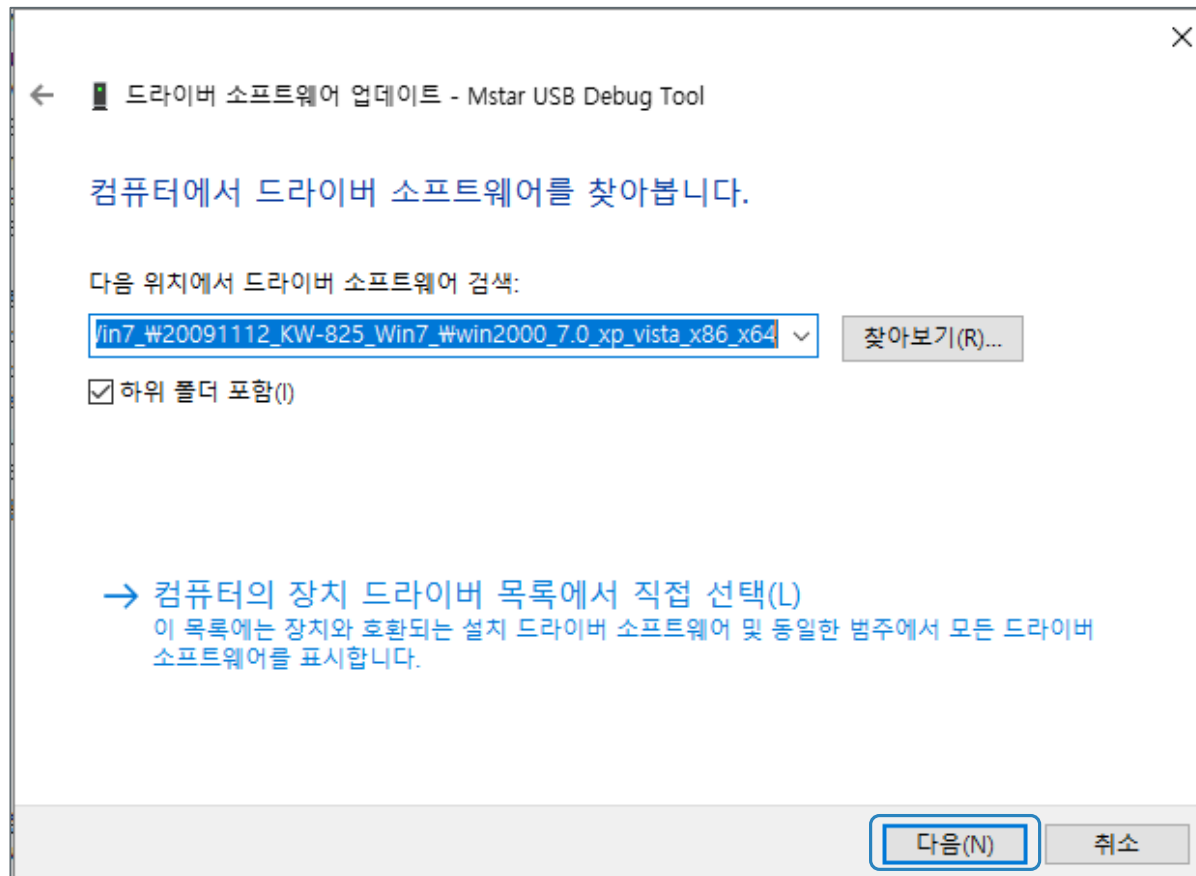 드라이버 소프트웨어 업데이트 - Mstar USB Debug Tool
컴퓨터에서 드라이버 소프트웨어를 찾아봅니다.
다음 위치에서 드라이버 소프트웨어 검색:
/in7_₩20091112_KW-825_Win7_₩win2000_7.0_xp_vista_x86_x64
찾아보기(R)...
하위 폴더 포함(I)
→ 컴퓨터의 장치 드라이버 목록에서 직접 선택(L)
이 목록에는 장치와 호환되는 설치 드라이버 소프트웨어 및 동일한 범주에서 모든 드라이버
소프트웨어를 표시합니다.
다음(N)
취소